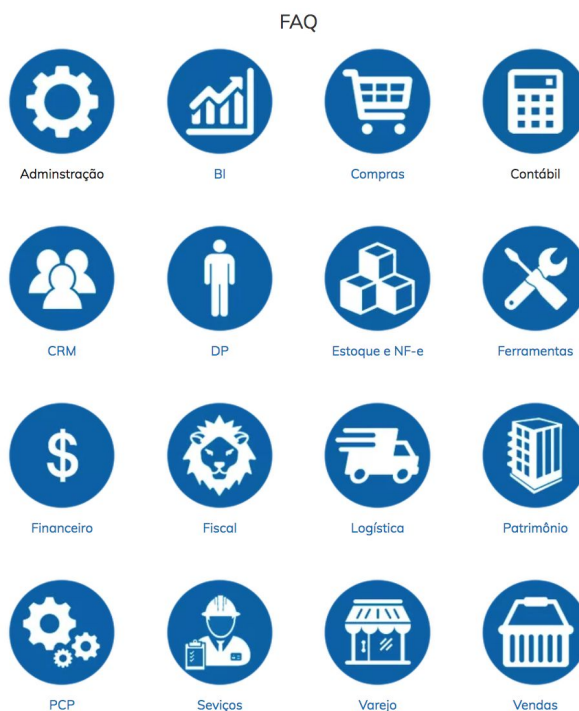 FAQ
Adminstração
BI
Compras
Contábil
CRM
DP
Estoque e NF-e
Ferramentas
$
Financeiro
Fiscal
Logística
Patrimônio
PCP
Seviços
Varejo
Vendas